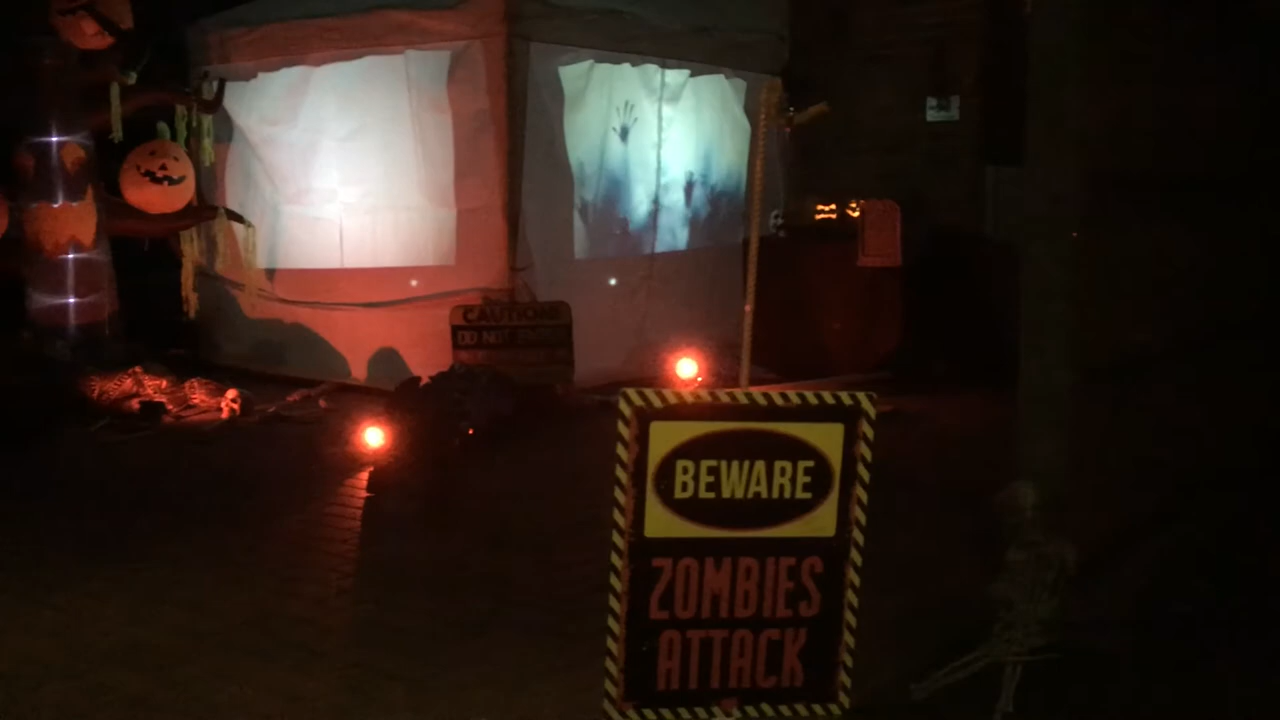 CAUTION!
DO NOT ENTER
BEWARE
ZOMBIES
ATTACK